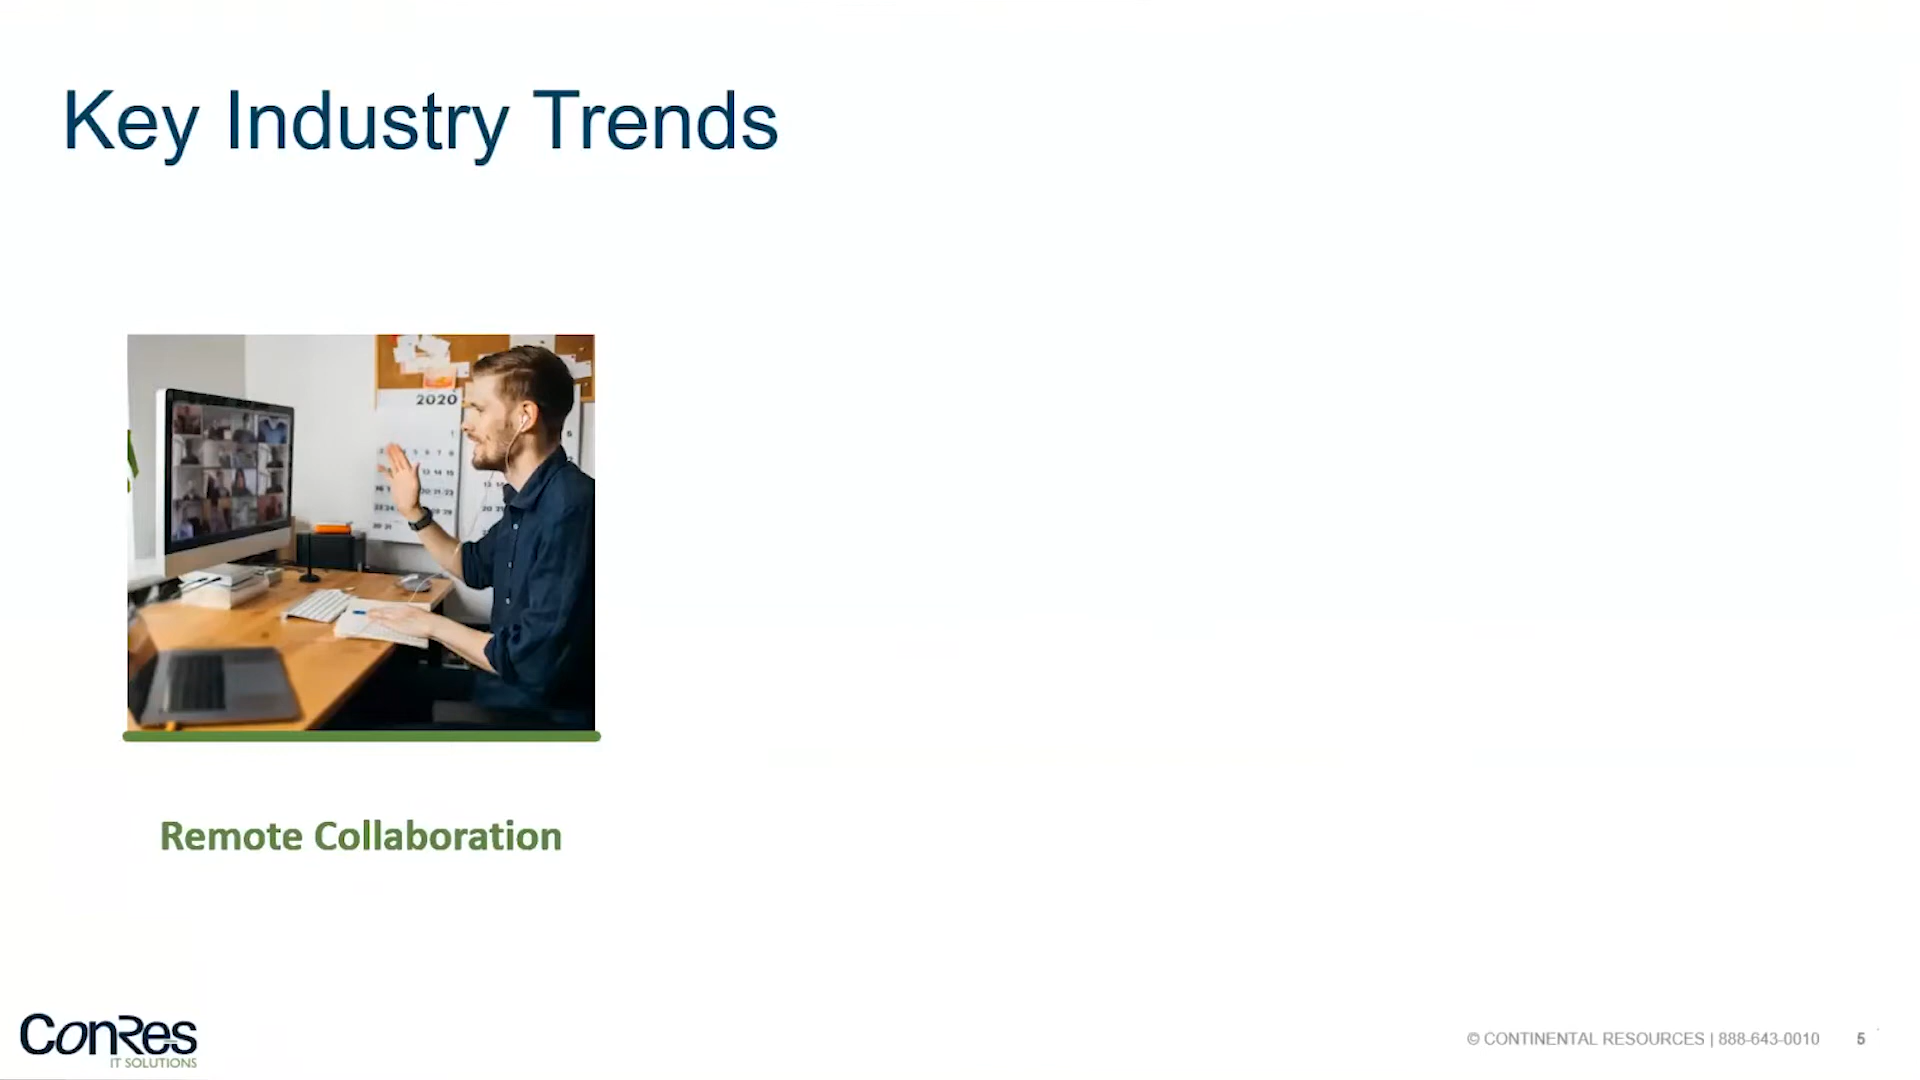 Key Industry Trends
2020
Remote Collaboration
ConRes
IT SOLUTIONS
© CONTINENTAL RESOURCES | 888-643-0010
5